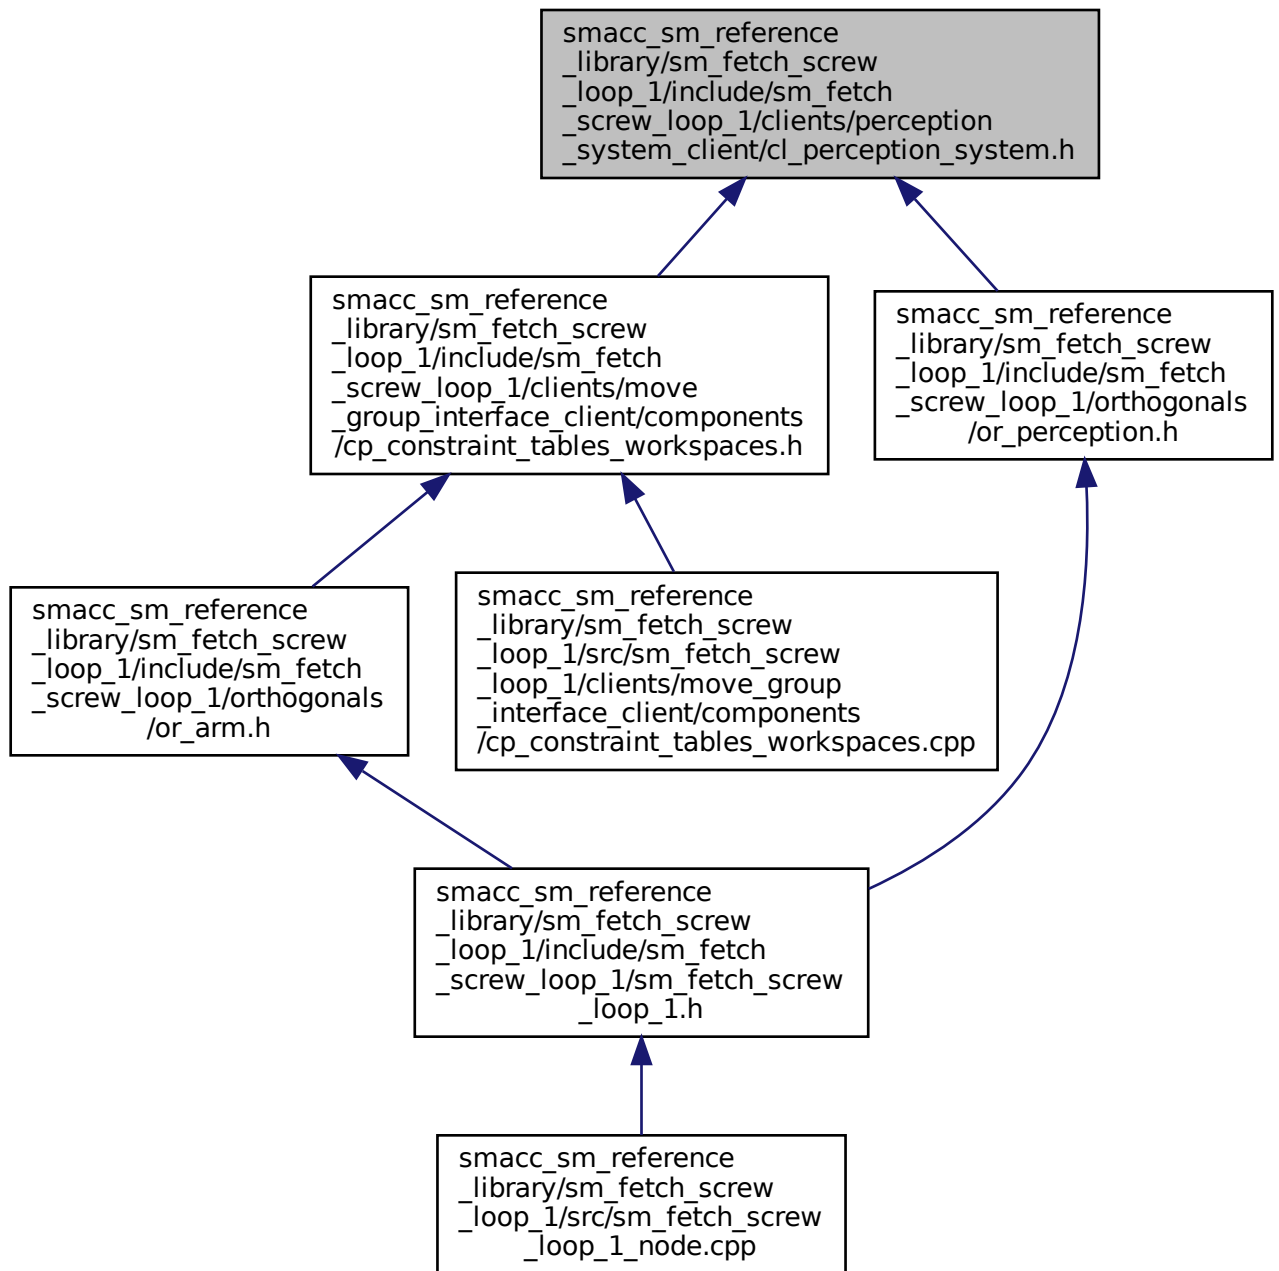 smacc_sm_reference
_library/sm_fetch_screw
_loop_1/include/sm_fetch
_screw_loop_1/clients/perception
_system_client/cl_perception_system.h
smacc_sm_reference
_library/sm_fetch_screw
_loop_1/include/sm_fetch
_screw_loop_1/clients/move
_group_interface_client/components
/cp_constraint_tables_workspaces.h
smacc_sm_reference
_library/sm_fetch_screw
_loop_1/include/sm_fetch
_screw_loop_1/orthogonals
/or_perception.h
smacc_sm_reference
_library/sm_fetch_screw
_loop_1/include/sm_fetch
_screw_loop_1/orthogonals
/or_arm.h
smacc_sm_reference
_library/sm_fetch_screw
_loop_1/src/sm_fetch_screw
_loop_1/clients/move_group
_interface_client/components
/cp_constraint_tables_workspaces.cpp
smacc_sm_reference
_library/sm_fetch_screw
_loop_1/include/sm_fetch
_screw_loop_1/sm_fetch_screw
_loop_1.h
smacc_sm_reference
_library/sm_fetch_screw
_loop_1/src/sm_fetch_screw
_loop_1_node.cpp